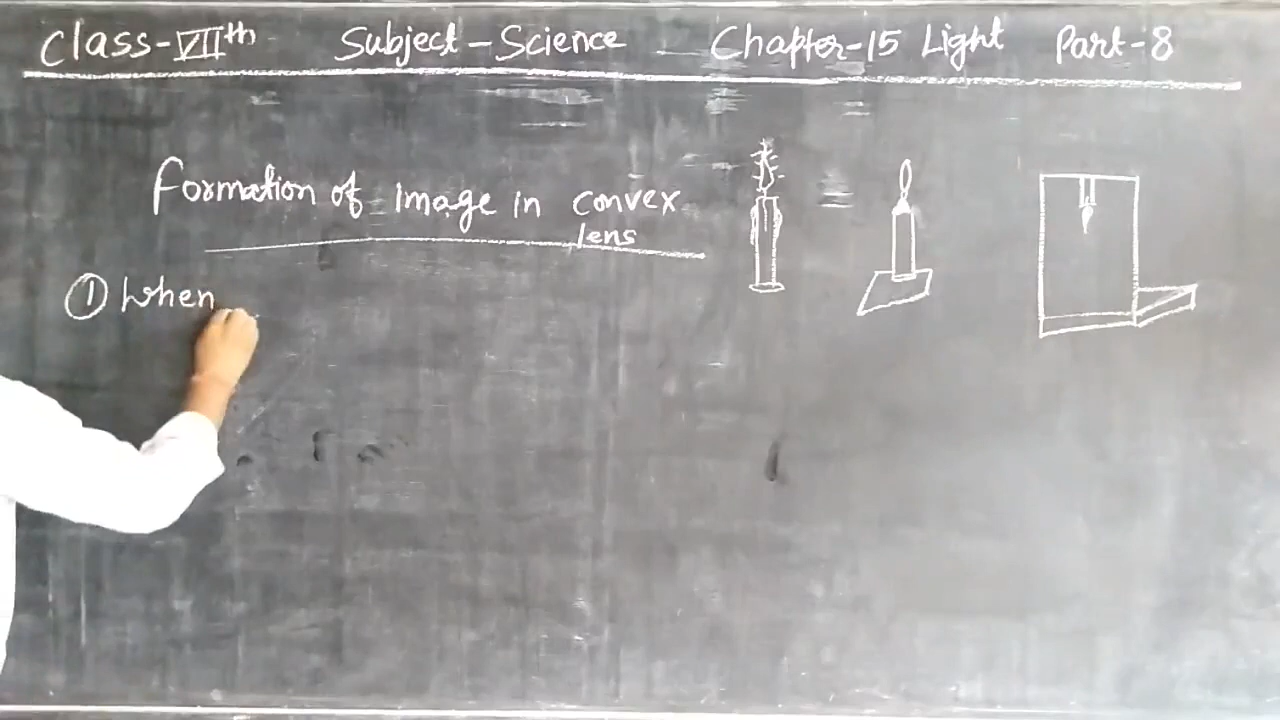 Class-VIIth Subject-Science Chapter-15 Light Part-8
Formation of Image in convex
lens
① When